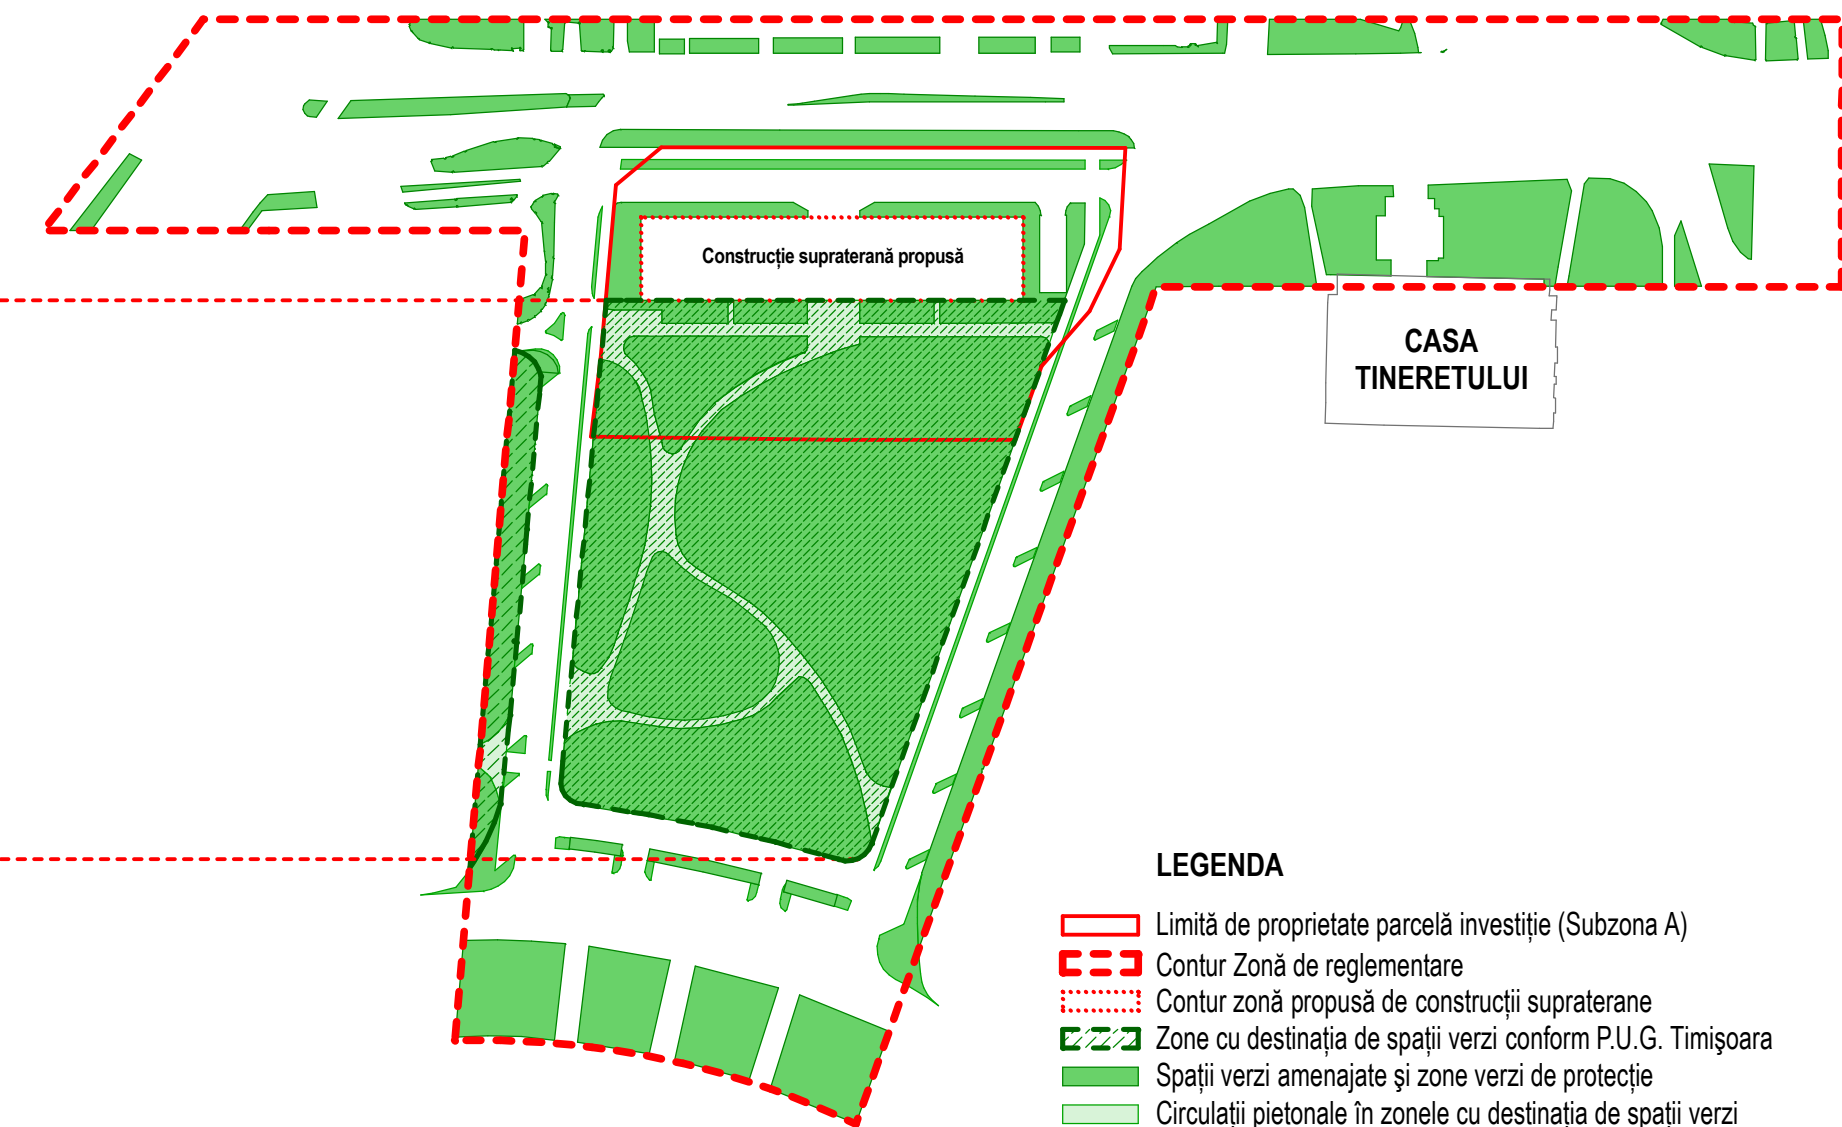 Construcție supraterană propusă
CASA
TINERETULUI
LEGENDA
Limită de proprietate parcelă investiție (Subzona A)
Contur Zonă de reglementare
Contur zonă propusă de construcții supraterane
Zone cu destinația de spații verzi conform P.U.G. Timişoara
Spații verzi amenajate şi zone verzi de protecție
Circulații pietonale în zonele cu destinația de spații verzi